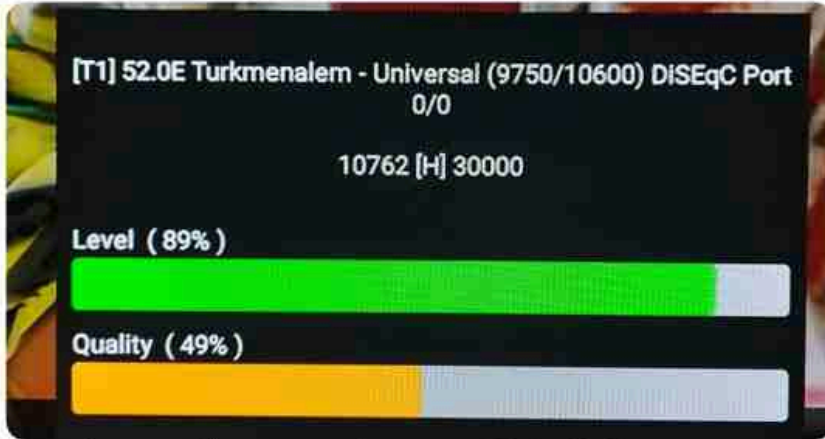 [T1] 52.0E Turkmenalem - Universal (9750/10600) DiSEqC Port
0/0
10762 [H] 30000
Level ( 89% )
Quality ( 49% )